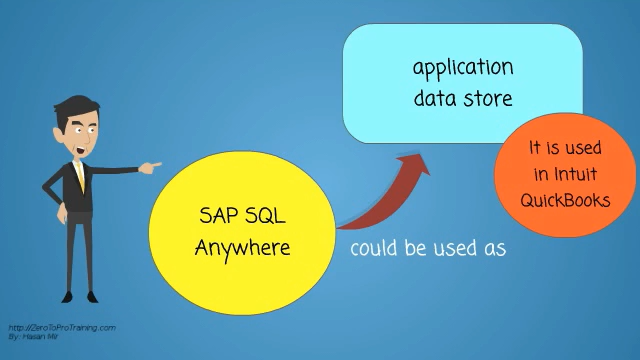 application
data store
It is used
in Intuit
QuickBooks
SAP SQL
Anywhere
could be used as
http://ZeroToProTraining.com
By: Hasan Mir